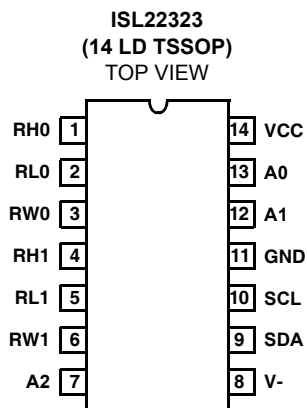 ISL22323
(14 LD TSSOP)
TOP VIEW
RH0 1 14 VCC
RL0 2 13 A0
RW0 3 12 A1
RH1 4 11 GND
RL1 5 10 SCL
RW1 6 9 SDA
A2 7 8 V-